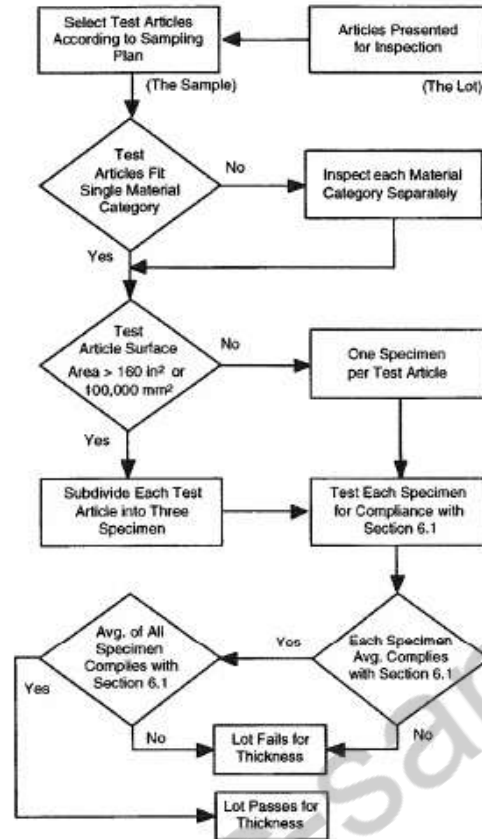 Select Test Articles
According to Sampling
Plan
Articles Presented
for Inspection
(The Sample)
(The Lot)
Test
Articles Fit
Single Material
Category
No
Inspect each Material
Category Separately
Yes
Test
Article Surface
Area > 160 in² or
100,000 mm²
No
One Specimen
per Test Article
Yes
Subdivide Each Test
Article into Three
Specimen
Test Each Specimen
for Compliance with
Section 6.1
Avg. of All
Specimen
Complies with
Section 6.1
Yes
Each Specimen
Avg. Complies
with Section 6.1
Yes
No
Lot Fails for
Thickness
No
Lot Passes for
Thickness